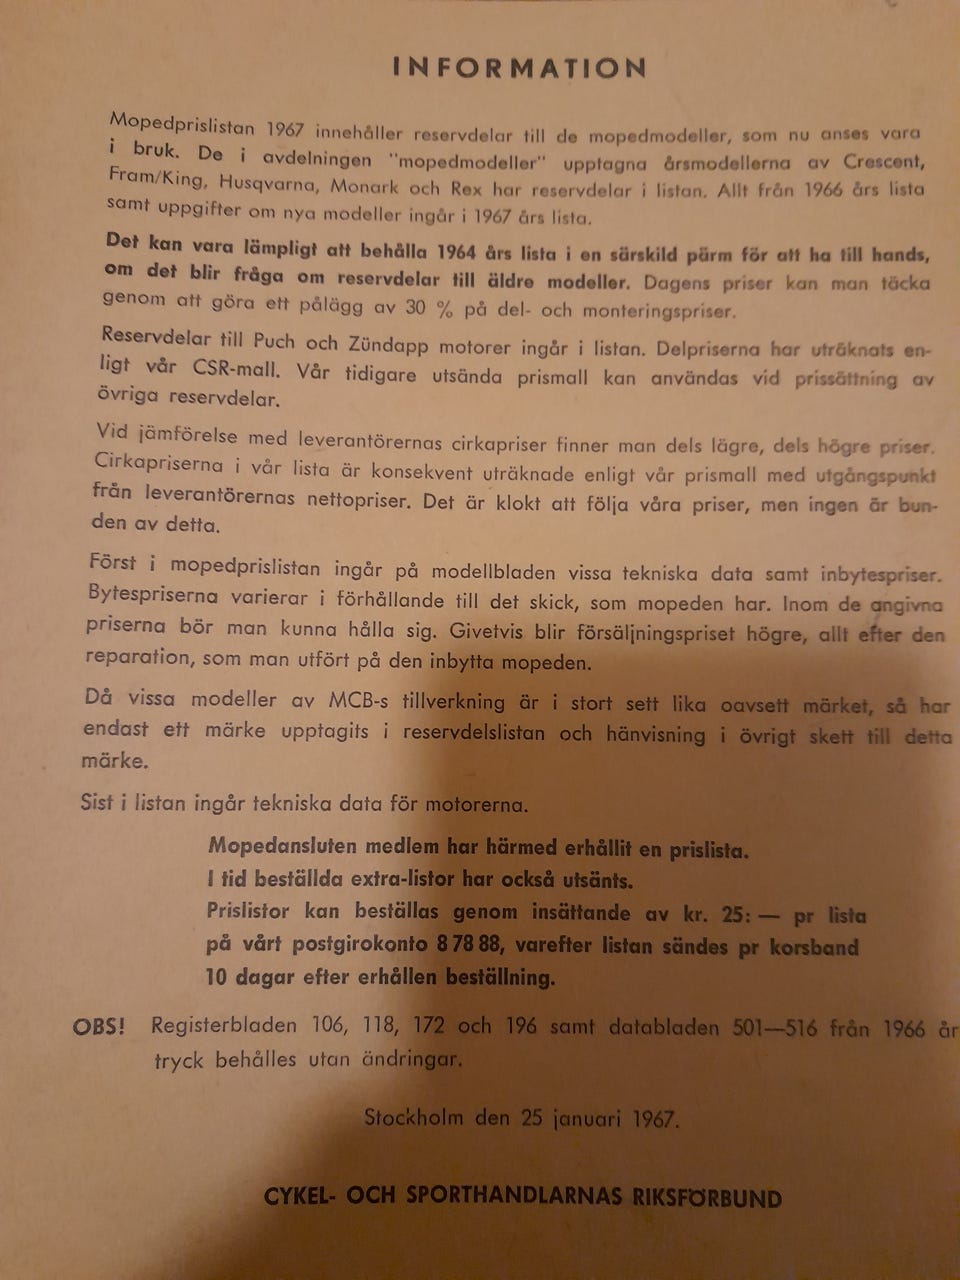 INFORMATION
Mopedprislistan 1967 innehåller reservdelar till de mopedmodeller, som nu anses vara
i bruk. De i avdelningen "mopedmodeller" upptagna årsmodellerna av Crescent,
Fram/King, Husqvarna, Monark och Rex har reservdelar i listan. Allt från 1966 års lista
samt uppgifter om nya modeller ingår i 1967 års lista.
Det kan vara lämpligt att behålla 1964 års lista i en särskild pärm för att ha till hands,
om det blir fråga om reservdelar till äldre modeller. Dagens priser kan man täcka
genom att göra ett pålägg av 30 % på del- och monteringspriser.
Reservdelar till Puch och Zündapp motorer ingår i listan. Delpriserna har uträknats en-
ligt vår CSR-mall. Vår tidigare utsända prismall kan användas vid prissättning av
övriga reservdelar.
Vid jämförelse med leverantörernas cirkapriser finner man dels lägre, dels högre priser.
Cirkapriserna i vår lista är konsekvent uträknade enligt vår prismall med utgångspunkt
från leverantörernas nettopriser. Det är klokt att följa våra priser, men ingen är bun-
den av detta.
Först i mopedprislistan ingår på modellbladen vissa tekniska data samt inbytespriser.
Bytespriserna varierar i förhållande till det skick, som mopeden har. Inom de angivna
priserna bör man kunna hålla sig. Givetvis blir försäljningspriset högre, allt efter den
reparation, som man utfört på den inbytta mopeden.
Då vissa modeller av MCB-s tillverkning är i stort sett lika oavsett märket, så har
endast ett märke upptagits i reservdelslistan och hänvisning i övrigt skett till detta
märke.
Sist i listan ingår tekniska data för motorerna.
Mopedansluten medlem har härmed erhållit en prislista.
I tid beställda extra-listor har också utsänts.
Prislistor kan beställas genom insättande av kr. 25: — pr lista
på vårt postgirokonto 8 78 88, varefter listan sändes pr korsband
10 dagar efter erhållen beställning.
OBS! Registerbladen 106, 118, 172 och 196 samt databladen 501—516 från 1966 år
tryck behålles utan ändringar.
Stockholm den 25 januari 1967.
CYKEL- OCH SPORTHANDLARNAS RIKSFÖRBUND